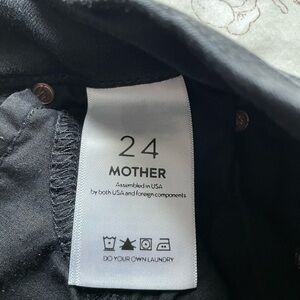 24
MOTHER
Assembled in USA
by both USA and foreign components
DO YOUR OWN LAUNDRY